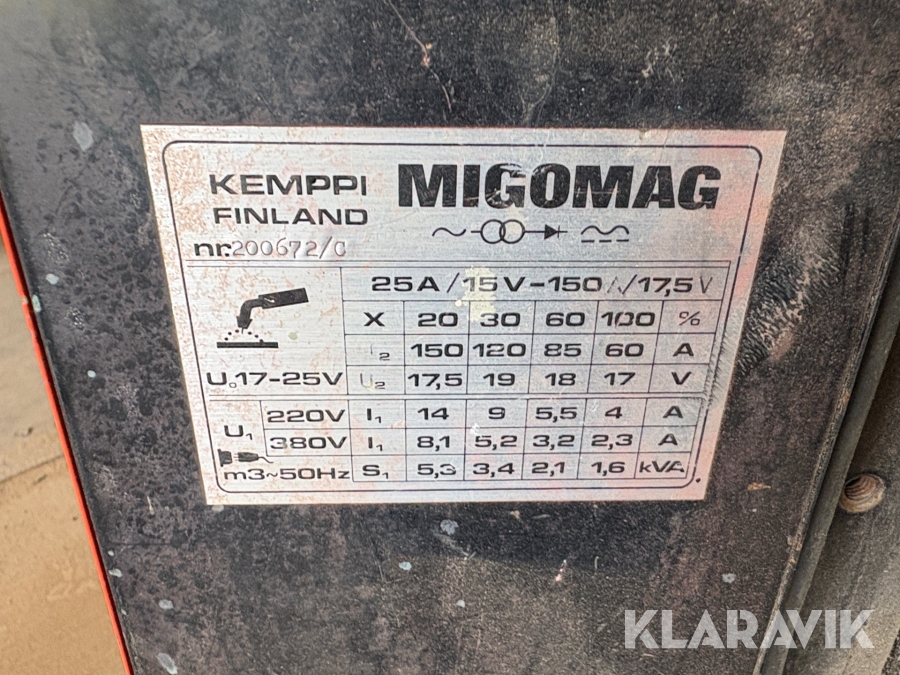 KEMPPI MIGOMAG
FINLAND
nr.200672/C
25A/15V-150A/17,5V
X 20 30 60 100 %
I2 150 120 85 60 A
U₀17-25V U2 17,5 19 18 17 V
U1 220V I1 14 9 5,5 4 A
380V I1 8,1 5,2 3,2 2,3 A
m3~50Hz S1 5,3 3,4 2,1 1,6 kVA
KLARAVIK